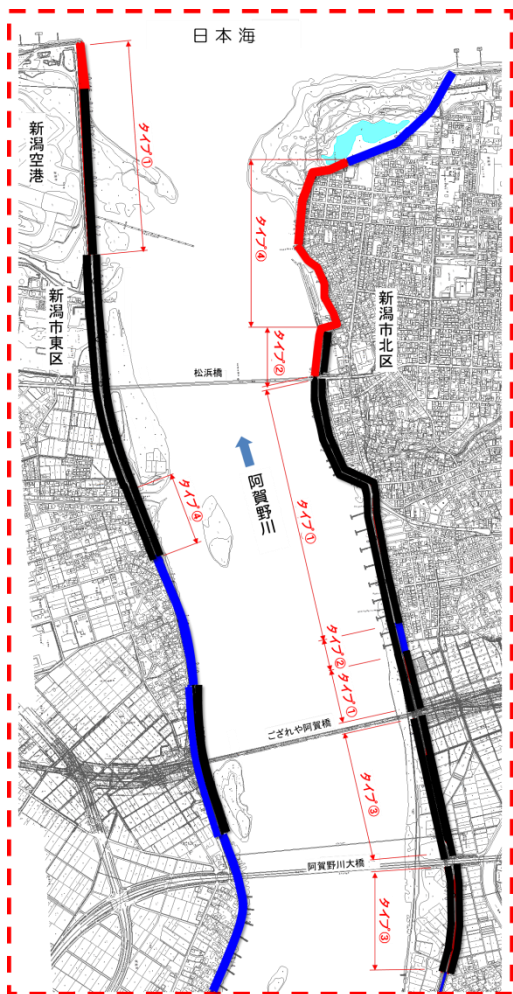 日本海
新潟空港
タイプ①
タイプ④
新潟市東区
新潟市北区
タイプ②
松浜橋
阿賀野川
タイプ④
タイプ①
タイプ②
タイプ①
ござれや阿賀橋
タイプ③
阿賀野川大橋
タイプ③